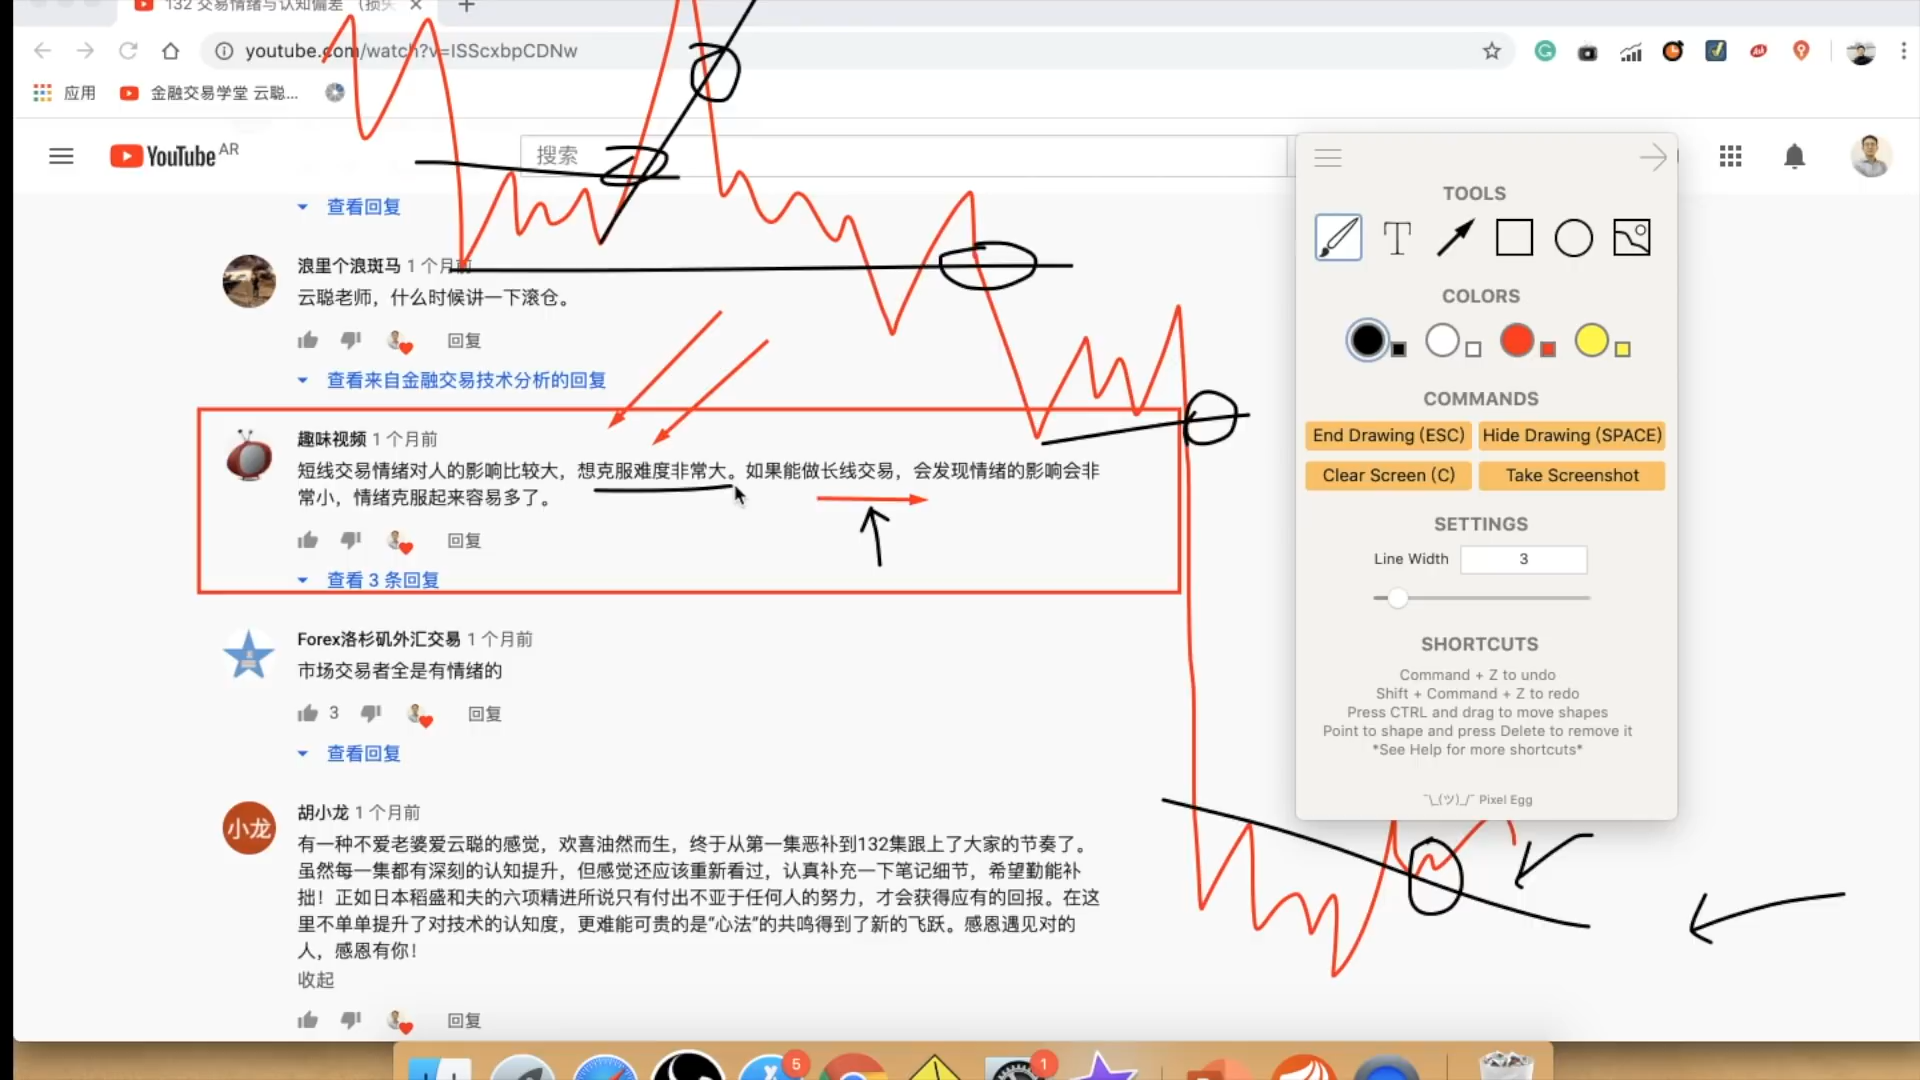 132 交易情绪与认知偏差 (损失
youtube.com/watch?v=ISScxbpCDNw
应用
金融交易学堂 云聪...
YouTube AR
搜索
查看回复
浪里个浪斑马 1 个月前
云聪老师，什么时候讲一下滚仓。
回复
查看来自金融交易技术分析的回复
趣味视频 1 个月前
短线交易情绪对人的影响比较大，想克服难度非常大。如果能做长线交易，会发现情绪的影响会非
常小，情绪克服起来容易多了。
回复
查看 3 条回复
Forex洛杉矶外汇交易 1 个月前
市场交易者全是有情绪的
3
回复
查看回复
小龙
胡小龙 1 个月前
有一种不爱老婆爱云聪的感觉，欢喜油然而生，终于从第一集恶补到132集跟上了大家的节奏了。
虽然每一集都有深刻的认知提升，但感觉还应该重新看过，认真补充一下笔记细节，希望勤能补
拙！正如日本稻盛和夫的六项精进所说只有付出不亚于任何人的努力，才会获得应有的回报。在这
里不单单提升了对技术的认知度，更难能可贵的是“心法”的共鸣得到了新的飞跃。感恩遇见对的
人，感恩有你！
收起
回复
TOOLS
T
COLORS
COMMANDS
End Drawing (ESC)
Hide Drawing (SPACE)
Clear Screen (C)
Take Screenshot
SETTINGS
Line Width
3
SHORTCUTS
Command + Z to undo
Shift + Command + Z to redo
Press CTRL and drag to move shapes
Point to shape and press Delete to remove it
*See Help for more shortcuts*
¯\_(ツ)_/¯ Pixel Egg
5
1